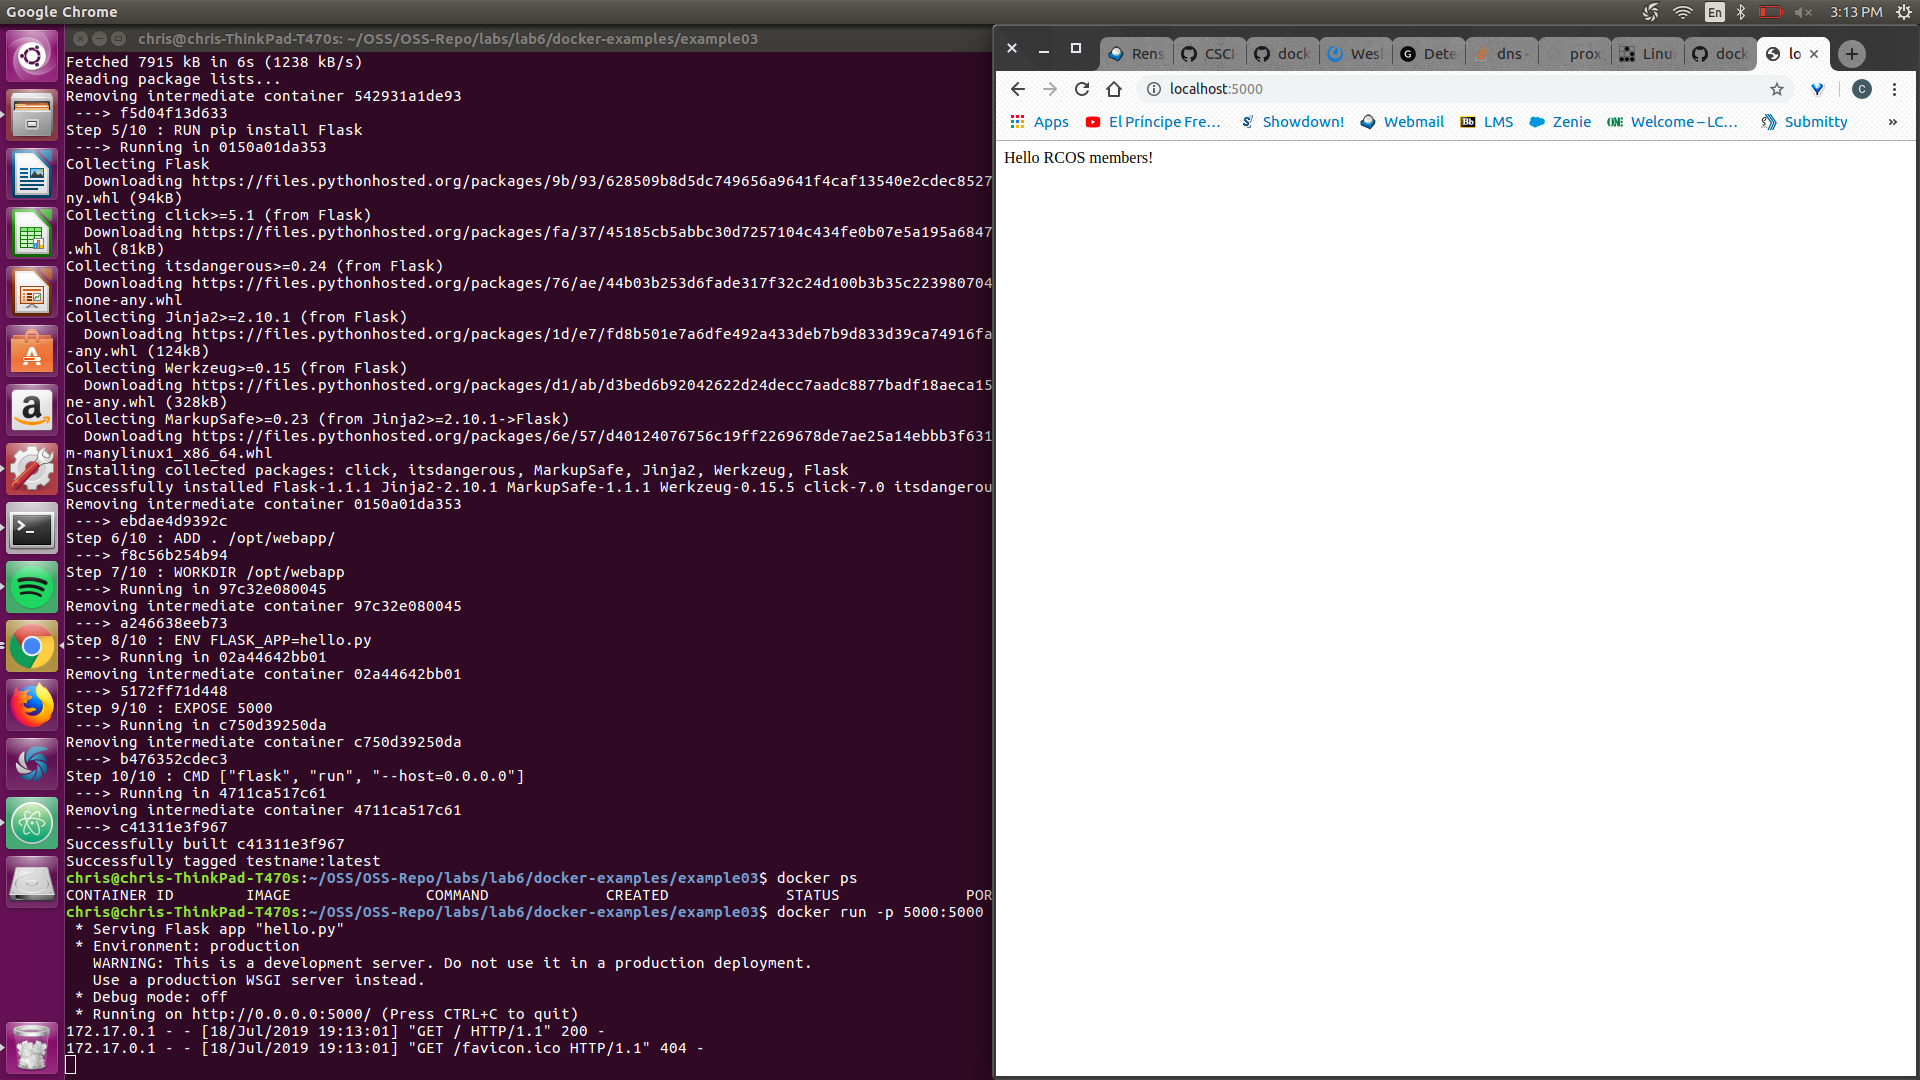 Google Chrome
En
3:13 PM
chris@chris-ThinkPad-T470s: ~/OSS/OSS-Repo/labs/lab6/docker-examples/example03
Fetched 7915 kB in 6s (1238 kB/s)
Reading package lists...
Removing intermediate container 542931a1de93
 ---> f5d04f13d633
Step 5/10 : RUN pip install Flask
 ---> Running in 0150a01da353
Collecting Flask
  Downloading https://files.pythonhosted.org/packages/9b/93/628509b8d5dc749656a9641f4caf13540e2cdec8527
ny.whl (94kB)
Collecting click>=5.1 (from Flask)
  Downloading https://files.pythonhosted.org/packages/fa/37/45185cb5abbc30d7257104c434fe0b07e5a195a6847
.whl (81kB)
Collecting itsdangerous>=0.24 (from Flask)
  Downloading https://files.pythonhosted.org/packages/76/ae/44b03b253d6fade317f32c24d100b3b35c223980704
-none-any.whl
Collecting Jinja2>=2.10.1 (from Flask)
  Downloading https://files.pythonhosted.org/packages/1d/e7/fd8b501e7a6dfe492a433deb7b9d833d39ca74916fa
-any.whl (124kB)
Collecting Werkzeug>=0.15 (from Flask)
  Downloading https://files.pythonhosted.org/packages/d1/ab/d3bed6b92042622d24decc7aadc8877badf18aeca15
ne-any.whl (328kB)
Collecting MarkupSafe>=0.23 (from Jinja2>=2.10.1->Flask)
  Downloading https://files.pythonhosted.org/packages/6e/57/d40124076756c19ff2269678de7ae25a14ebbb3f631
m-manylinux1_x86_64.whl
Installing collected packages: click, itsdangerous, MarkupSafe, Jinja2, Werkzeug, Flask
Successfully installed Flask-1.1.1 Jinja2-2.10.1 MarkupSafe-1.1.1 Werkzeug-0.15.5 click-7.0 itsdangerou
Removing intermediate container 0150a01da353
 ---> ebdae4d9392c
Step 6/10 : ADD . /opt/webapp/
 ---> f8c56b254b94
Step 7/10 : WORKDIR /opt/webapp
 ---> Running in 97c32e080045
Removing intermediate container 97c32e080045
 ---> a246638eeb73
Step 8/10 : ENV FLASK_APP=hello.py
 ---> Running in 02a44642bb01
Removing intermediate container 02a44642bb01
 ---> 5172ff71d448
Step 9/10 : EXPOSE 5000
 ---> Running in c750d39250da
Removing intermediate container c750d39250da
 ---> b476352cdec3
Step 10/10 : CMD ["flask", "run", "--host=0.0.0.0"]
 ---> Running in 4711ca517c61
Removing intermediate container 4711ca517c61
 ---> c41311e3f967
Successfully built c41311e3f967
Successfully tagged testname:latest
chris@chris-ThinkPad-T470s:~/OSS/OSS-Repo/labs/lab6/docker-examples/example03$ docker ps
CONTAINER ID        IMAGE               COMMAND             CREATED             STATUS              POR
chris@chris-ThinkPad-T470s:~/OSS/OSS-Repo/labs/lab6/docker-examples/example03$ docker run -p 5000:5000
 * Serving Flask app "hello.py"
 * Environment: production
   WARNING: This is a development server. Do not use it in a production deployment.
   Use a production WSGI server instead.
 * Debug mode: off
 * Running on http://0.0.0.0:5000/ (Press CTRL+C to quit)
172.17.0.1 - - [18/Jul/2019 19:13:01] "GET / HTTP/1.1" 200 -
172.17.0.1 - - [18/Jul/2019 19:13:01] "GET /favicon.ico HTTP/1.1" 404 -
Rens CSCI dock Wesl Dete dns - proxy Linux dock lo
localhost:5000
C
Apps El Príncipe Fre... Showdown! Bb LMS Webmail Zenie Welcome – LC... Submitty »
Hello RCOS members!